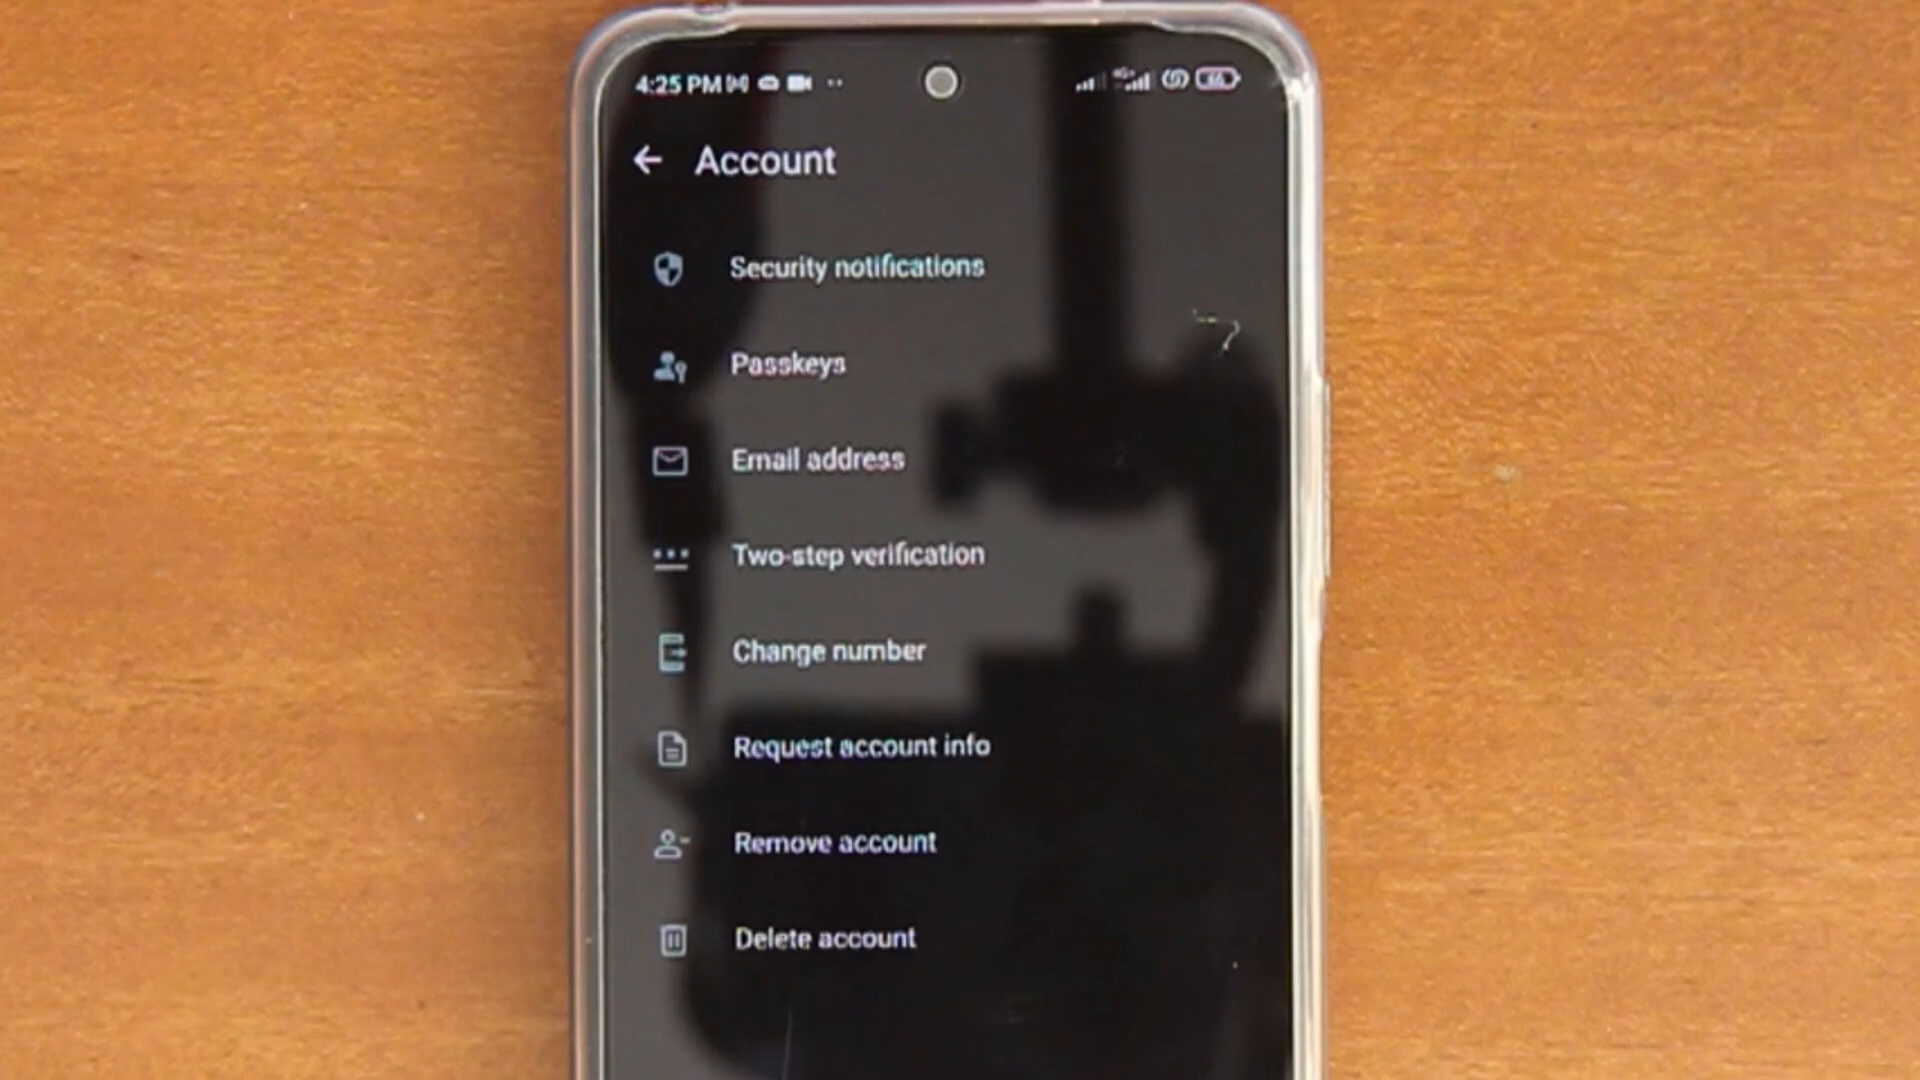 4:25 PM
Account
Security notifications
Passkeys
Email address
Two-step verification
Change number
Request account info
Remove account
Delete account